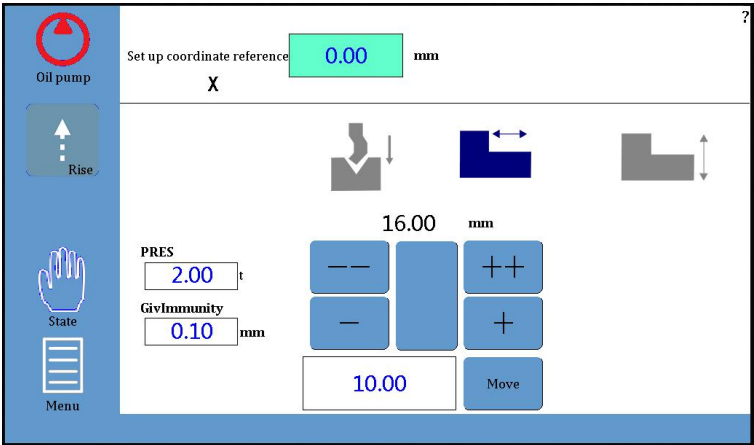 ?
Oil pump
Set up coordinate reference 0.00 mm
X
Rise
16.00 mm
PRES
2.00 t
-- ++
GivImmunity
0.10 mm
- +
State
10.00 Move
Menu